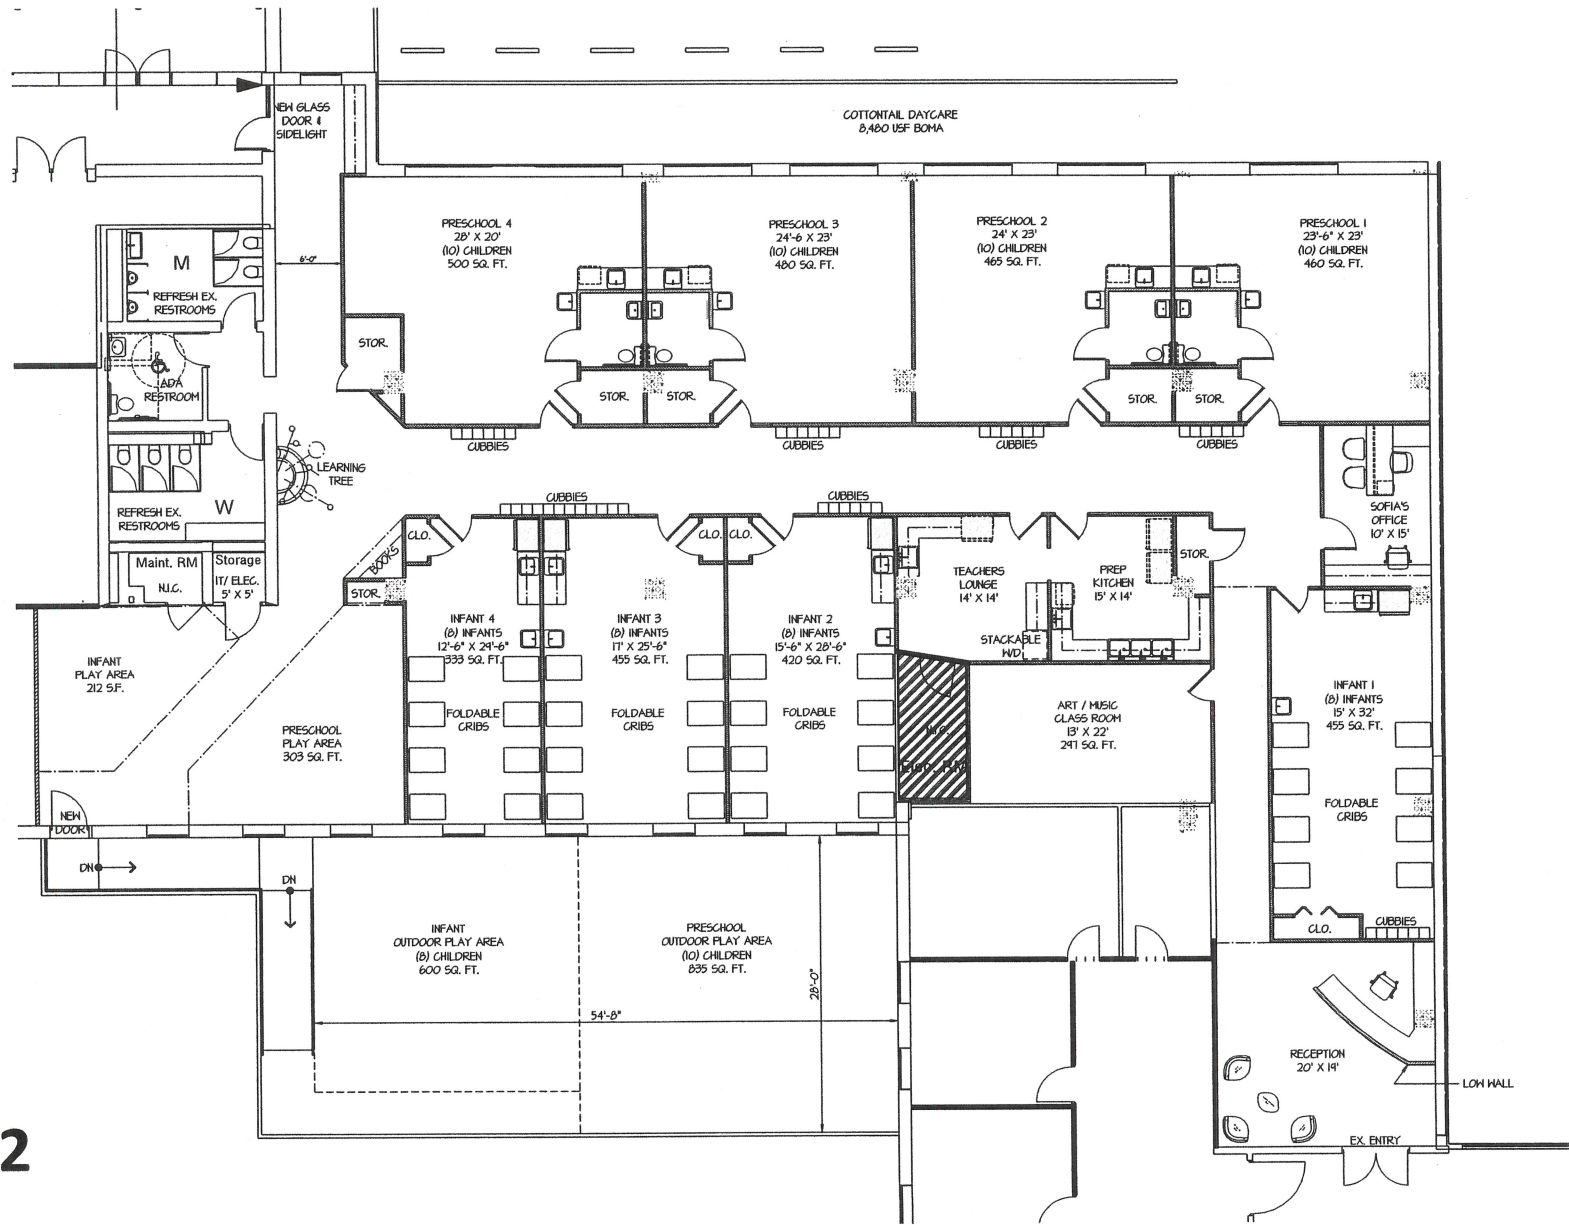 NEW GLASS
DOOR &
SIDELIGHT
COTTONTAIL DAYCARE
8,480 USF BOMA
PRESCHOOL 4
28' X 20'
(10) CHILDREN
500 SQ. FT.
PRESCHOOL 3
24'-6 X 23'
(10) CHILDREN
480 SQ. FT.
PRESCHOOL 2
24' X 23'
(10) CHILDREN
465 SQ. FT.
PRESCHOOL 1
23'-6" X 23'
(10) CHILDREN
460 SQ. FT.
6'-0"
M
REFRESH EX.
RESTROOMS
STOR.
ADA
RESTROOM
STOR.
STOR.
STOR.
STOR.
CUBBIES
CUBBIES
CUBBIES
CUBBIES
LEARNING
TREE
W
REFRESH EX.
RESTROOMS
CUBBIES
CUBBIES
SOFIA'S
OFFICE
10' X 15'
Maint. RM
N.I.C.
Storage
IT/ ELEC.
5' X 5'
BOOKS
STOR.
CLO.
CLO.
CLO.
TEACHERS
LOUNGE
14' X 14'
PREP
KITCHEN
15' X 14'
STOR.
STACKABLE
W/D
INFANT 4
(8) INFANTS
12'-6" X 29'-6"
333 SQ. FT.
INFANT 3
(8) INFANTS
17' X 25'-6"
455 SQ. FT.
INFANT 2
(8) INFANTS
15'-6" X 28'-6"
420 SQ. FT.
INFANT
PLAY AREA
212 S.F.
PRESCHOOL
PLAY AREA
303 SQ. FT.
FOLDABLE
CRIBS
FOLDABLE
CRIBS
FOLDABLE
CRIBS
ART / MUSIC
CLASS ROOM
13' X 22'
297 SQ. FT.
INFANT 1
(8) INFANTS
15' X 32'
455 SQ. FT.
FOLDABLE
CRIBS
NEW
DOOR
DN
DN
CLO.
CUBBIES
INFANT
OUTDOOR PLAY AREA
(8) CHILDREN
600 SQ. FT.
PRESCHOOL
OUTDOOR PLAY AREA
(10) CHILDREN
835 SQ. FT.
28'-0"
54'-8"
RECEPTION
20' X 19'
LOW WALL
EX. ENTRY
2